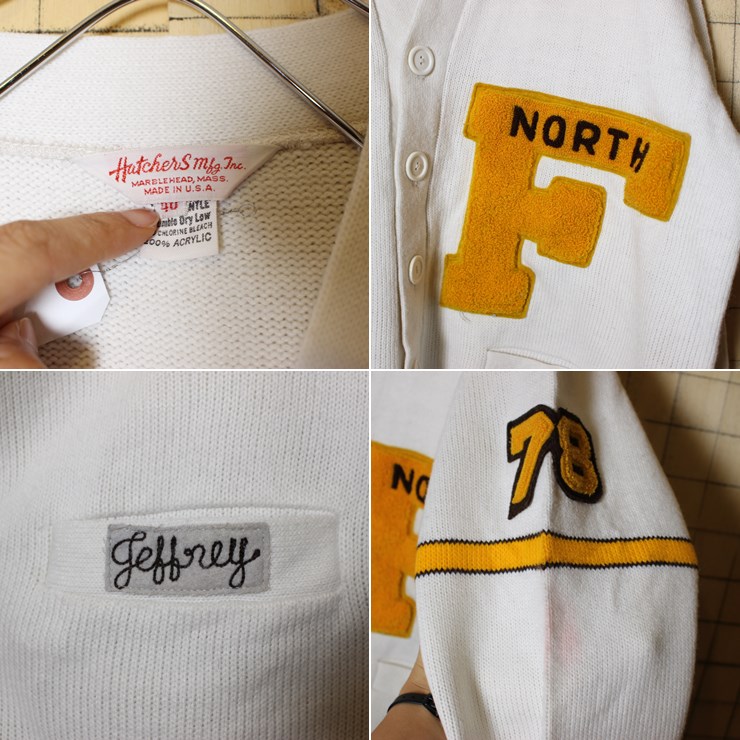 Hatchers Mfg. Inc.
MARBLEHEAD, MASS.
MADE IN U.S.A.
40
Dry Low
CHLORINE BLEACH
100% ACRYLIC
NORTH
F
Jeffrey
NO
78